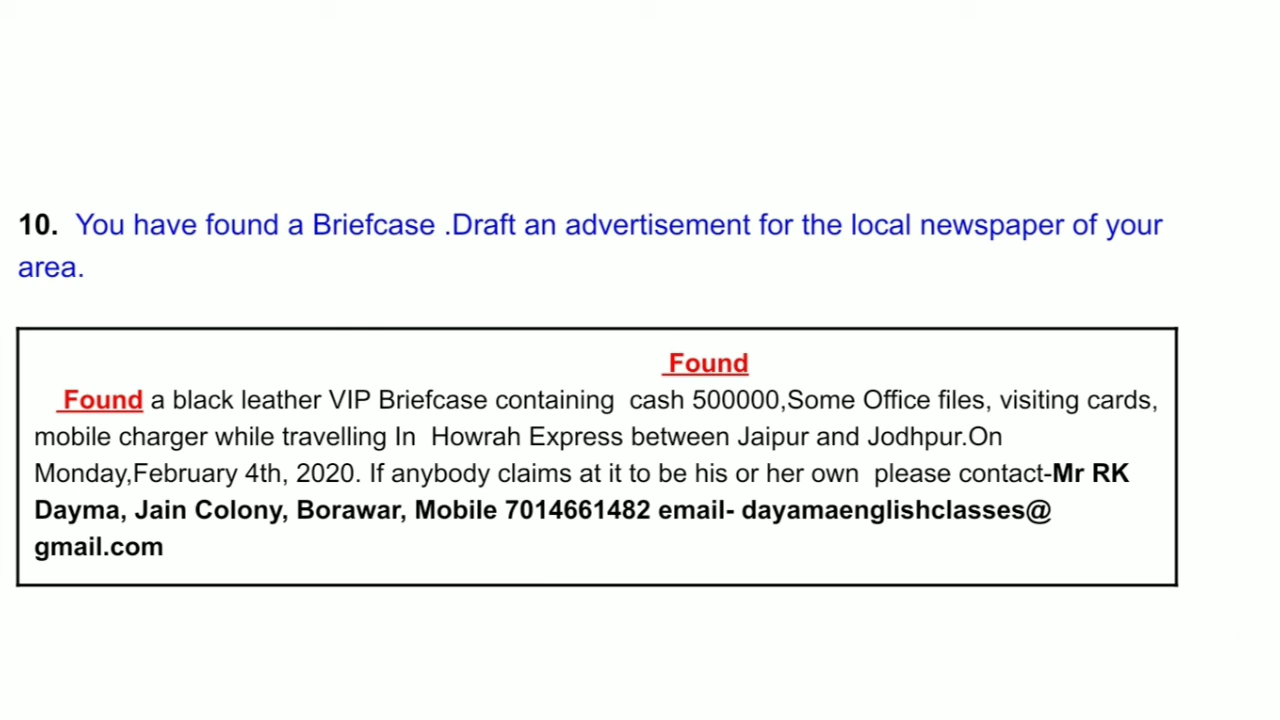 10. You have found a Briefcase .Draft an advertisement for the local newspaper of your
area.
Found
Found a black leather VIP Briefcase containing cash 500000,Some Office files, visiting cards,
mobile charger while travelling In Howrah Express between Jaipur and Jodhpur.On
Monday,February 4th, 2020. If anybody claims at it to be his or her own please contact-Mr RK
Dayma, Jain Colony, Borawar, Mobile 7014661482 email- dayamaenglishclasses@
gmail.com